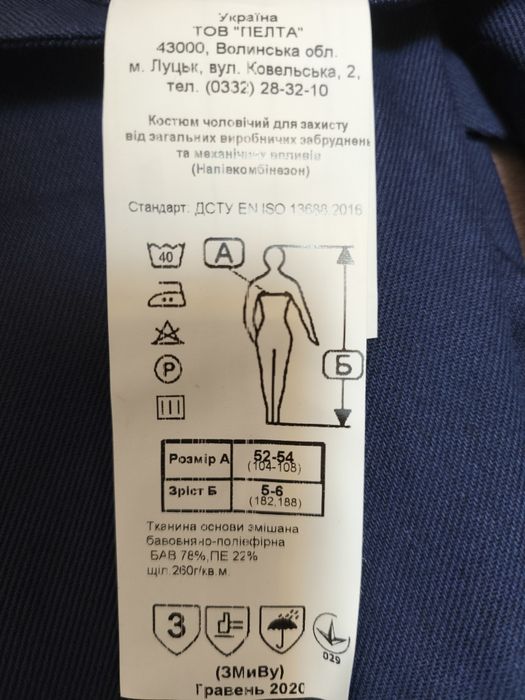 Україна
ТОВ "ПЕЛТА"
43000, Волинська обл.
м. Луцьк, вул. Ковельська, 2,
тел. (0332) 28-32-10
Костюм чоловічий для захисту
від загальних виробничих забруднень
та механічних впливів
(Напівкомбінезон)
Стандарт: ДСТУ EN ISO 13688:2016
40
А
P
Б
Розмір А 52-54
(104-108)
Зріст Б 5-6
(182,188)
Тканина основи змішана
бавовняно-поліефірна
БАВ 78%,ПЕ 22%
щіл.260г/кв.м.
З
029
(ЗМиВу)
Травень 2020